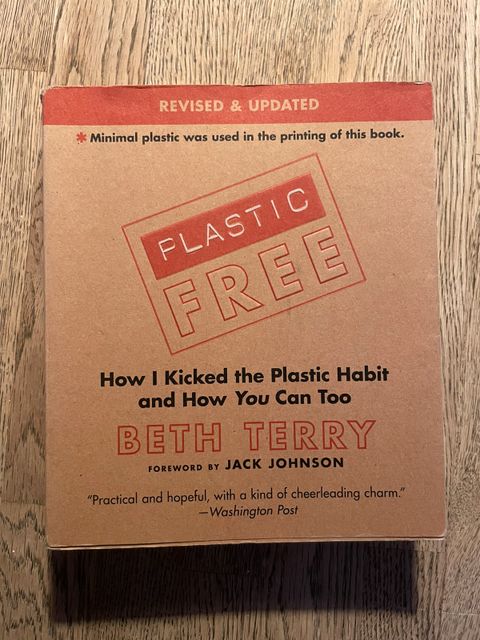 REVISED & UPDATED
* Minimal plastic was used in the printing of this book.
PLASTIC
FREE
How I Kicked the Plastic Habit
and How You Can Too
BETH TERRY
FOREWORD BY JACK JOHNSON
“Practical and hopeful, with a kind of cheerleading charm.”
—Washington Post